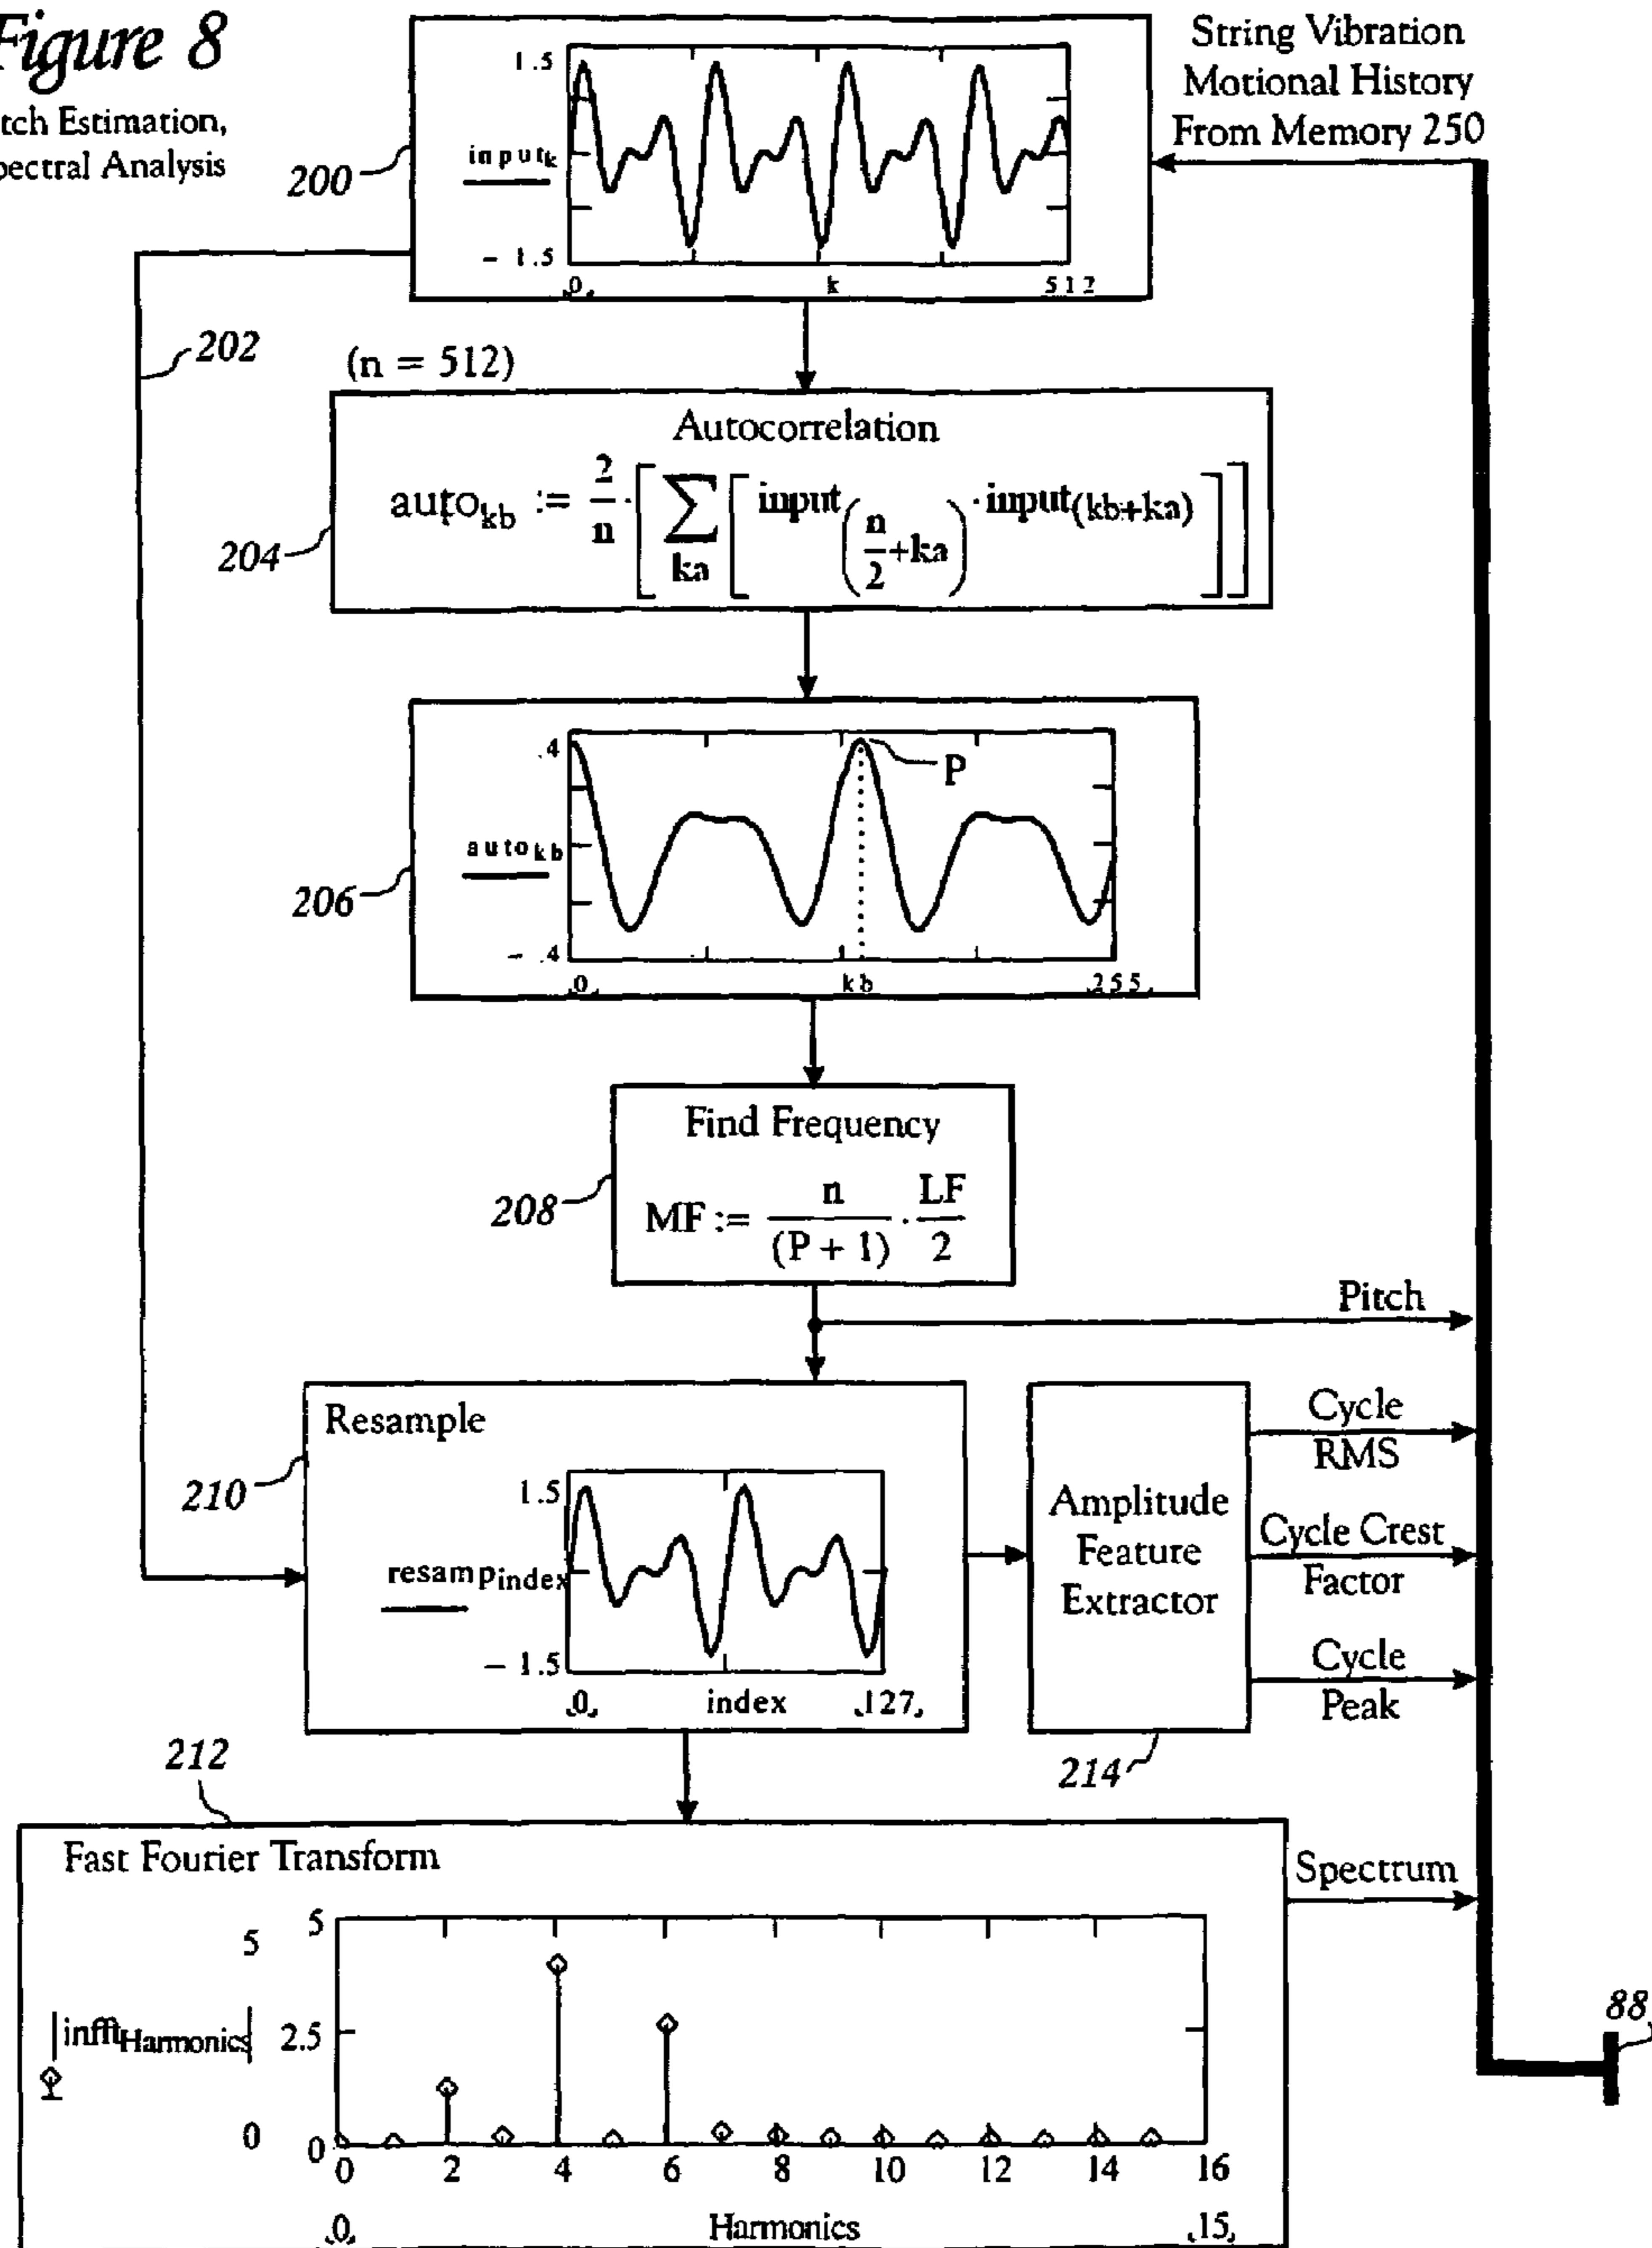 Figure 8
tch Estimation,
pectral Analysis
String Vibration
Motional History
From Memory 250
200
1.5
input_k
- 1.5
0 k 512
202
(n = 512)
204
Autocorrelation
auto_kb := 2/n · [ ∑_ka [ input_(n/2+ka) · input_(kb+ka) ] ]
206
.4
P
auto_kb
- .4
0 kb 255
208
Find Frequency
MF := n/(P + 1) · LF/2
Pitch
210
Resample
1.5
resamp_index
- 1.5
0 index 127
Amplitude
Feature
Extractor
214
Cycle
RMS
Cycle Crest
Factor
Cycle
Peak
212
Fast Fourier Transform
Spectrum
5
5
|infft_Harmonics|
2.5
0
0
0 2 4 6 8 10 12 14 16
0 Harmonics 15
88